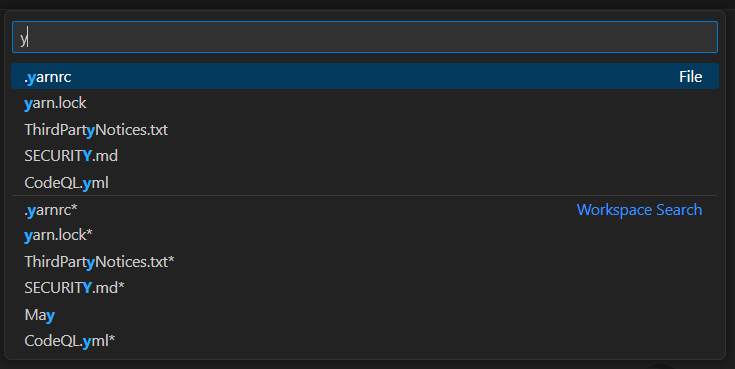 y
.yarnrc File
yarn.lock
ThirdPartyNotices.txt
SECURITY.md
CodeQL.yml
.yarnrc* Workspace Search
yarn.lock*
ThirdPartyNotices.txt*
SECURITY.md*
May
CodeQL.yml*